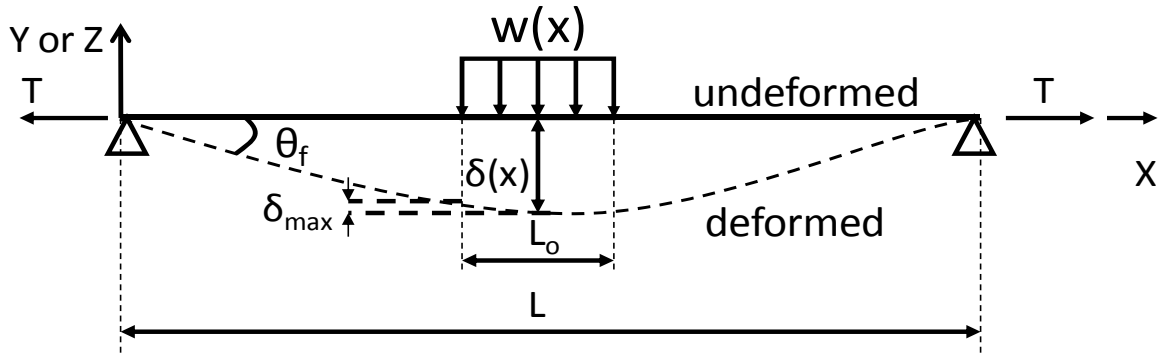 w(x)
Y or Z
T
undeformed
T
θf
δ(x)
X
δmax
deformed
Lo
L